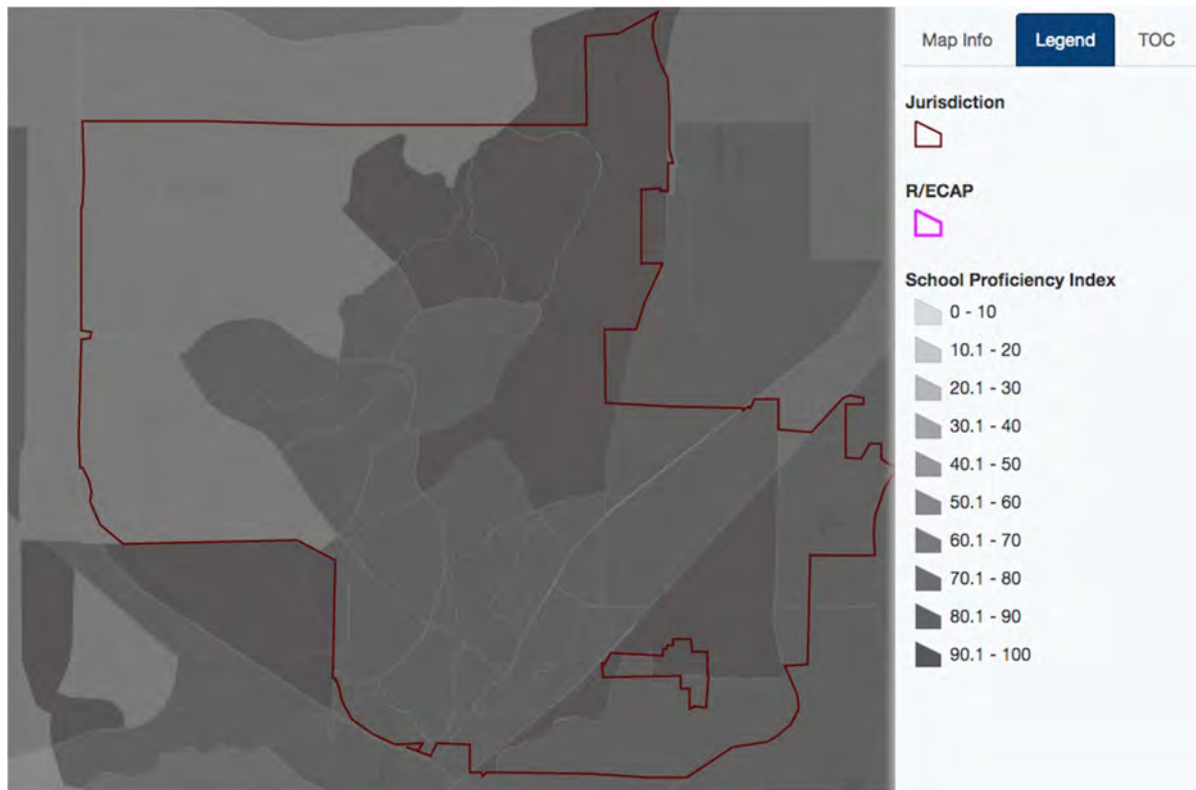 Map Info Legend TOC
Jurisdiction
R/ECAP
School Proficiency Index
0 - 10
10.1 - 20
20.1 - 30
30.1 - 40
40.1 - 50
50.1 - 60
60.1 - 70
70.1 - 80
80.1 - 90
90.1 - 100